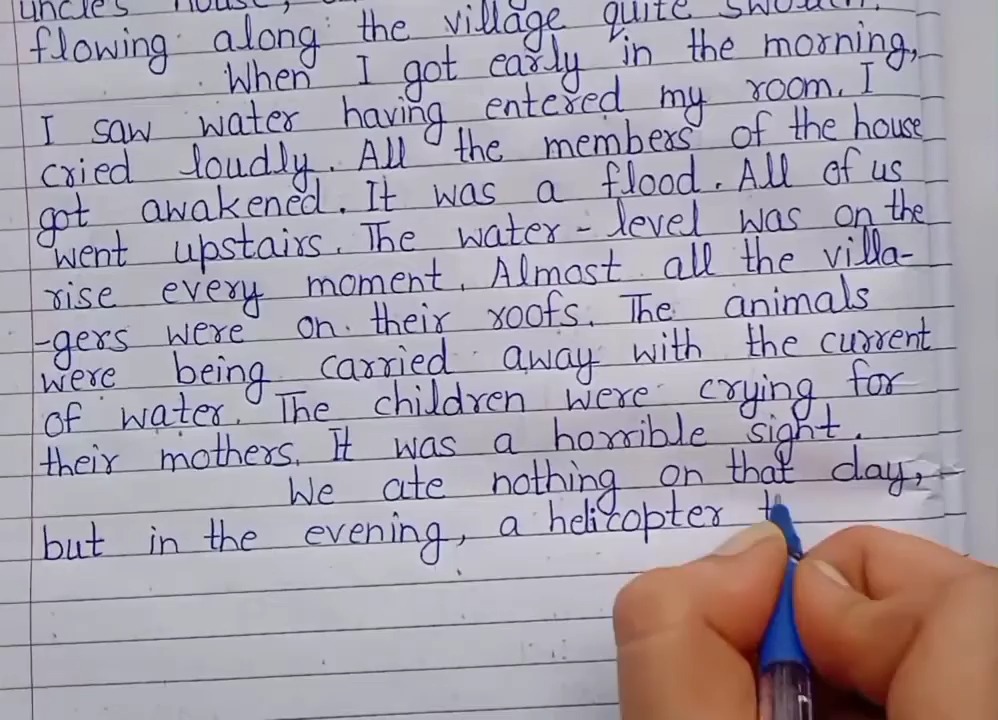 uncle's house,
flowing along the village quite
When I got early in the morning,
I saw water having entered my room. I
cried loudly. All the members of the house
got awakened. It was a flood. All of us
went upstairs. The water-level was on the
rise every moment. Almost all the villa-
-gers were on their roofs. The animals
were being carried away with the current
of water. The children were crying for
their mothers. It was a horrible sight.
We ate nothing on that day,
but in the evening, a helicopter t